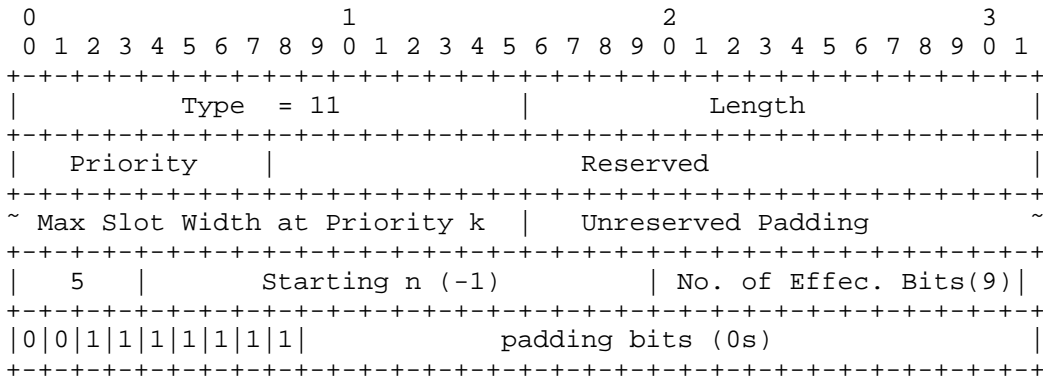 0                   1                   2                   3
 0 1 2 3 4 5 6 7 8 9 0 1 2 3 4 5 6 7 8 9 0 1 2 3 4 5 6 7 8 9 0 1
+-+-+-+-+-+-+-+-+-+-+-+-+-+-+-+-+-+-+-+-+-+-+-+-+-+-+-+-+-+-+-+-+
|          Type  = 11           |           Length              |
+-+-+-+-+-+-+-+-+-+-+-+-+-+-+-+-+-+-+-+-+-+-+-+-+-+-+-+-+-+-+-+-+
|   Priority    |                   Reserved                    |
+-+-+-+-+-+-+-+-+-+-+-+-+-+-+-+-+-+-+-+-+-+-+-+-+-+-+-+-+-+-+-+-+
~ Max Slot Width at Priority k  |   Unreserved Padding          ~
+-+-+-+-+-+-+-+-+-+-+-+-+-+-+-+-+-+-+-+-+-+-+-+-+-+-+-+-+-+-+-+-+
|   5   |       Starting n (-1)         | No. of Effec. Bits(9)|
+-+-+-+-+-+-+-+-+-+-+-+-+-+-+-+-+-+-+-+-+-+-+-+-+-+-+-+-+-+-+-+-+
|0|0|1|1|1|1|1|1|1|            padding bits (0s)                |
+-+-+-+-+-+-+-+-+-+-+-+-+-+-+-+-+-+-+-+-+-+-+-+-+-+-+-+-+-+-+-+-+